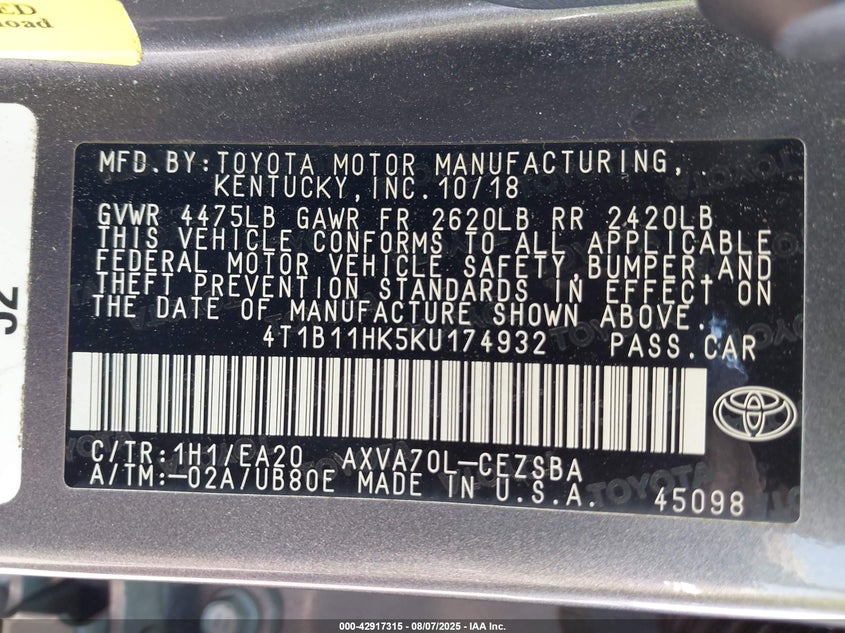 ED
oad
52
MFD.BY:TOYOTA MOTOR MANUFACTURING,
KENTUCKY,INC.10/18
GVWR 4475LB GAWR FR 2620LB RR 2420LB
THIS VEHICLE CONFORMS TO ALL APPLICABLE
FEDERAL MOTOR VEHICLE SAFETY,BUMPER,AND
THEFT PREVENTION STANDARDS IN EFFECT ON
THE DATE OF MANUFACTURE SHOWN ABOVE.
4T1B11HK5KU174932 PASS.CAR
C/TR:1H1/EA20 AXVA70L-CEZSBA
A/TM:-02A/UB80E MADE IN U.S.A. 45098
000-42917315 - 08/07/2025 - IAA Inc.